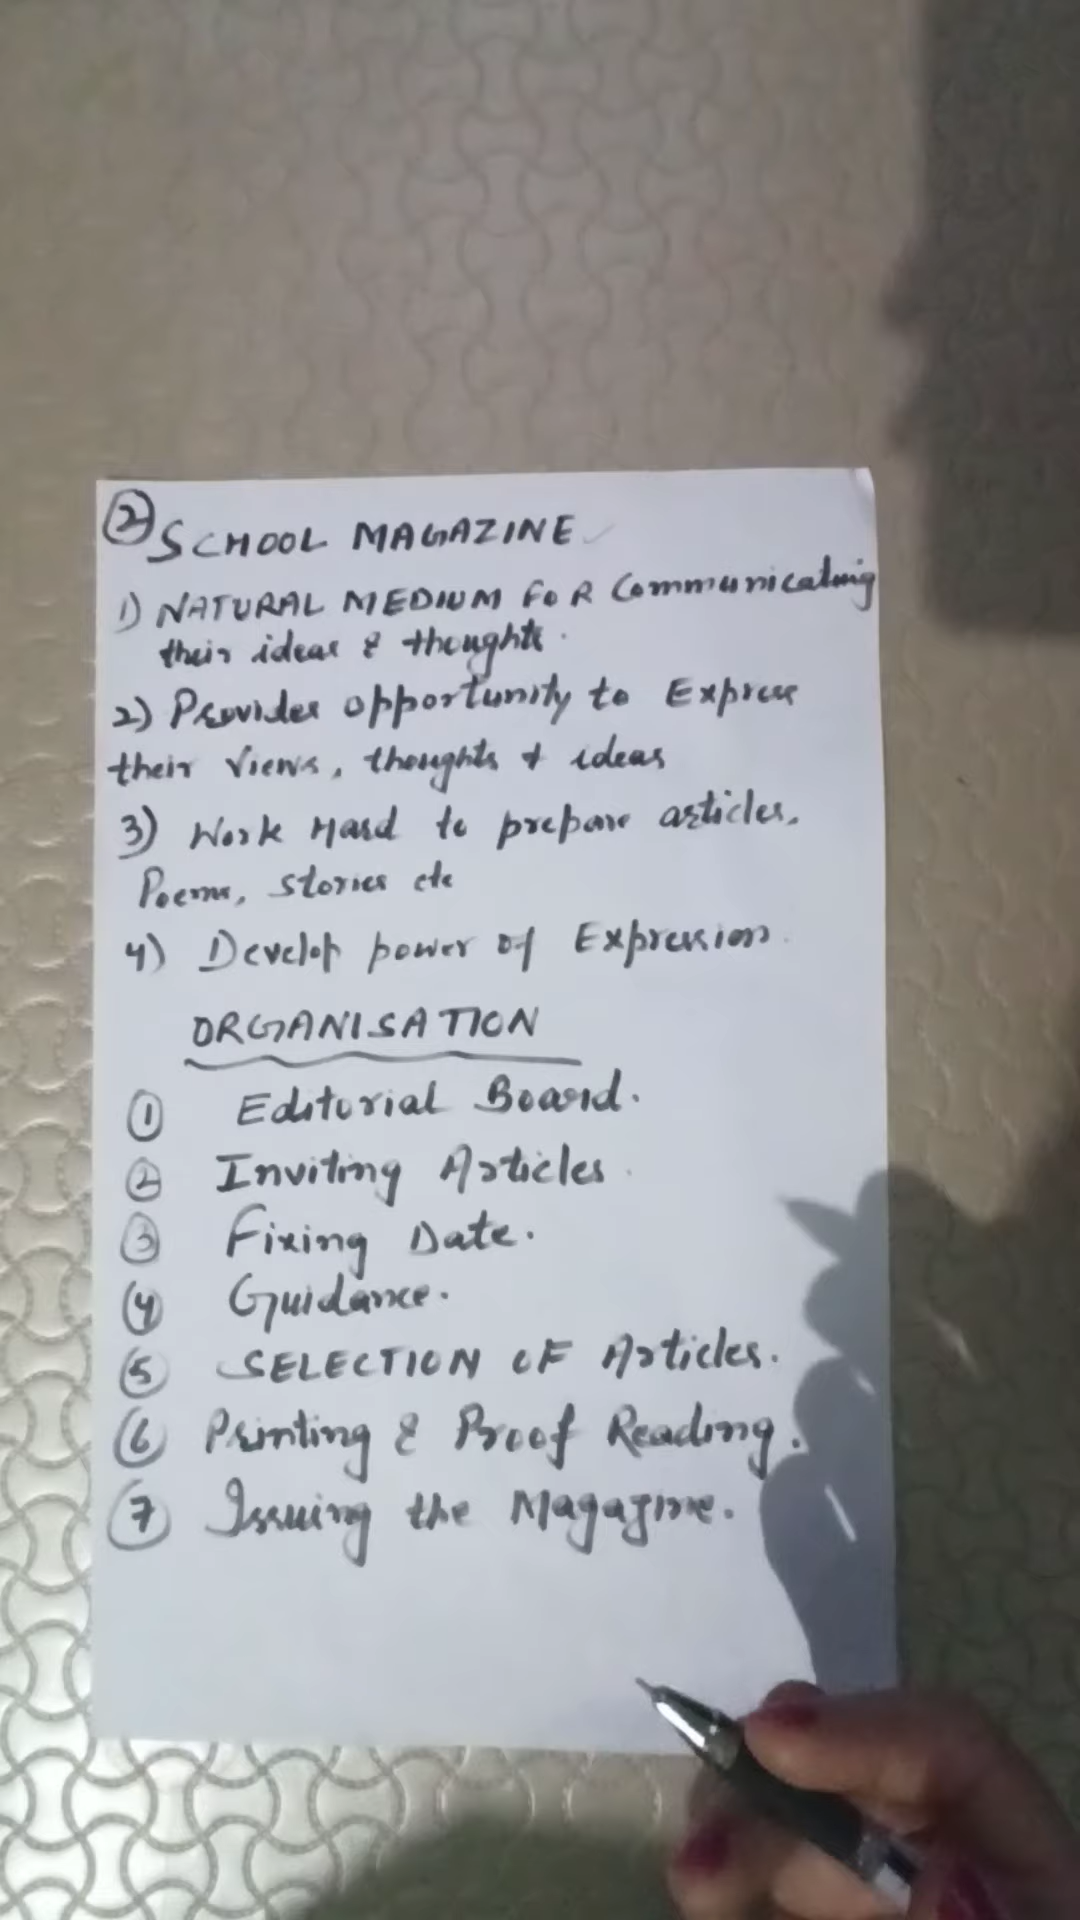 ② SCHOOL MAGAZINE
1) NATURAL MEDIUM FOR Communicating
their ideas & thoughts.
2) Provides opportunity to Express
their views, thoughts & ideas
3) Work Hard to prepare articles,
Poems, stories etc
4) Develop power of Expression.
ORGANISATION
① Editorial Board.
② Inviting Articles.
③ Fixing Date.
④ Guidance.
⑤ SELECTION OF Articles.
⑥ Printing & Proof Reading.
⑦ Issuing the Magazine.